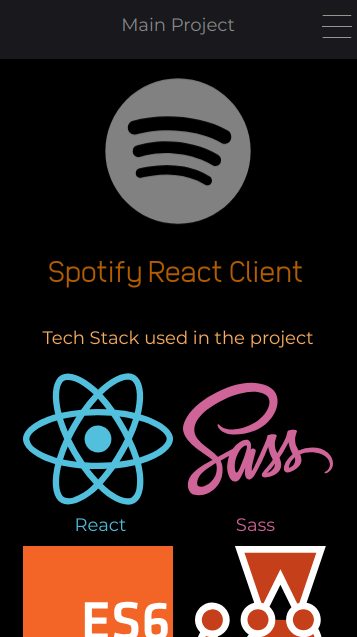 Main Project
Spotify React Client
Tech Stack used in the project
Sass
React
Sass
ES6